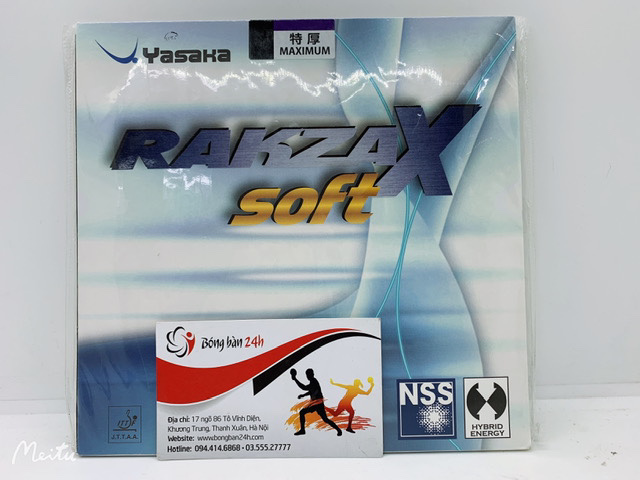 Yasaka
特厚
MAXIMUM
RAKZA X
soft
Bóng bàn 24h
Địa chỉ: 17 ngõ 86 Tô Vĩnh Diện,
Khương Trung, Thanh Xuân, Hà Nội
Website: www.bongban24h.com
Hotline: 094.414.6868 - 03.555.27777
NSS
HYBRID
ENERGY
ITTF
J.T.T.A.A.
Meitu